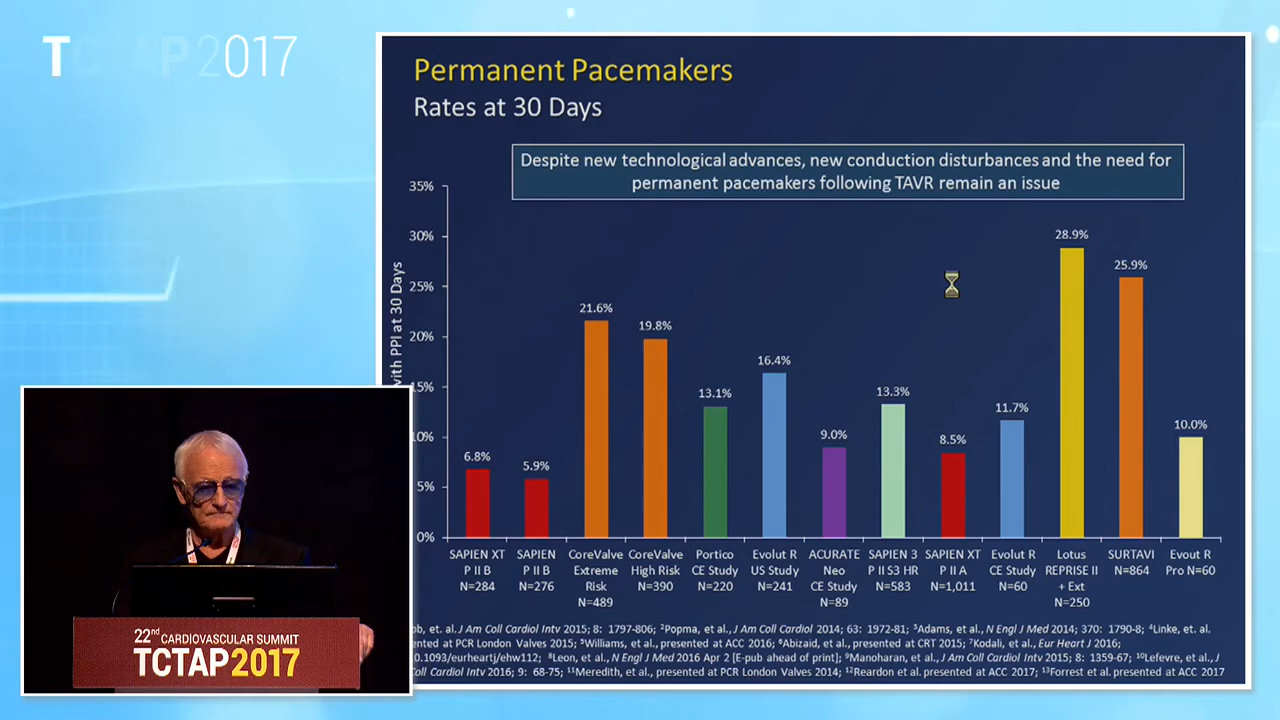 TCTAP2017
Permanent Pacemakers
Rates at 30 Days
Despite new technological advances, new conduction disturbances and the need for
permanent pacemakers following TAVR remain an issue
with PPI at 30 Days
35%
30%
25%
20%
15%
10%
5%
0%
6.8%
5.9%
21.6%
19.8%
13.1%
16.4%
9.0%
13.3%
8.5%
11.7%
28.9%
25.9%
10.0%
SAPIEN XT
P II B
N=284
SAPIEN
P II B
N=276
CoreValve
Extreme
Risk
N=489
CoreValve
High Risk
N=390
Portico
CE Study
N=220
Evolut R
US Study
N=241
ACURATE
Neo
CE Study
N=89
SAPIEN 3
P II S3 HR
N=583
SAPIEN XT
P II A
N=1,011
Evolut R
CE Study
N=60
Lotus
REPRISE II
+ Ext
N=250
SURTAVI
N=864
Evout R
Pro N=60
et. al. J Am Coll Cardiol Intv 2015; 8: 1797-806; ²Popma, et al., J Am Coll Cardiol 2014; 63: 1972-81; ³Adams, et al., N Engl J Med 2014; 370: 1790-8; ⁴Linke, et. al.
PCR London Valves 2015; ⁵Williams, et al., presented at ACC 2016; ⁶Abizaid, et al., presented at CRT 2015; ⁷Kodali, et al., Eur Heart J 2016;
0.1093/eurheartj/ehw112; ⁸Leon, et al., N Engl J Med 2016 Apr 2 [E-pub ahead of print]; ⁹Manoharan, et al., J Am Coll Cardiol Intv 2015; 8: 1359-67; ¹⁰Lefevre, et al., J
Cardiol Intv 2016; 9: 68-75; ¹¹Meredith, et al., presented at PCR London Valves 2014; ¹²Reardon et al. presented at ACC 2017; ¹³Forrest et al. presented at ACC 2017
22nd CARDIOVASCULAR SUMMIT
TCTAP2017